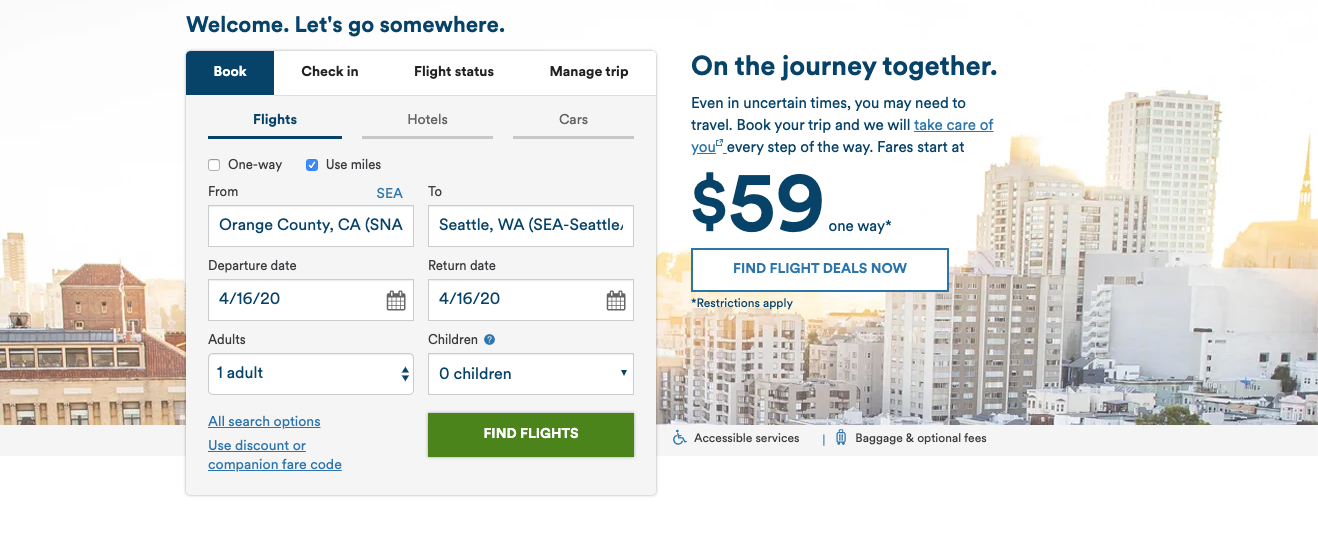 Welcome. Let's go somewhere.
Book
Check in
Flight status
Manage trip
Flights
Hotels
Cars
One-way
Use miles
From
SEA
To
Orange County, CA (SNA
Seattle, WA (SEA-Seattle/
Departure date
Return date
4/16/20
4/16/20
Adults
Children ?
1 adult
0 children
All search options
Use discount or
companion fare code
FIND FLIGHTS
On the journey together.
Even in uncertain times, you may need to
travel. Book your trip and we will take care of
you every step of the way. Fares start at
$59 one way*
FIND FLIGHT DEALS NOW
*Restrictions apply
Accessible services
|
Baggage & optional fees